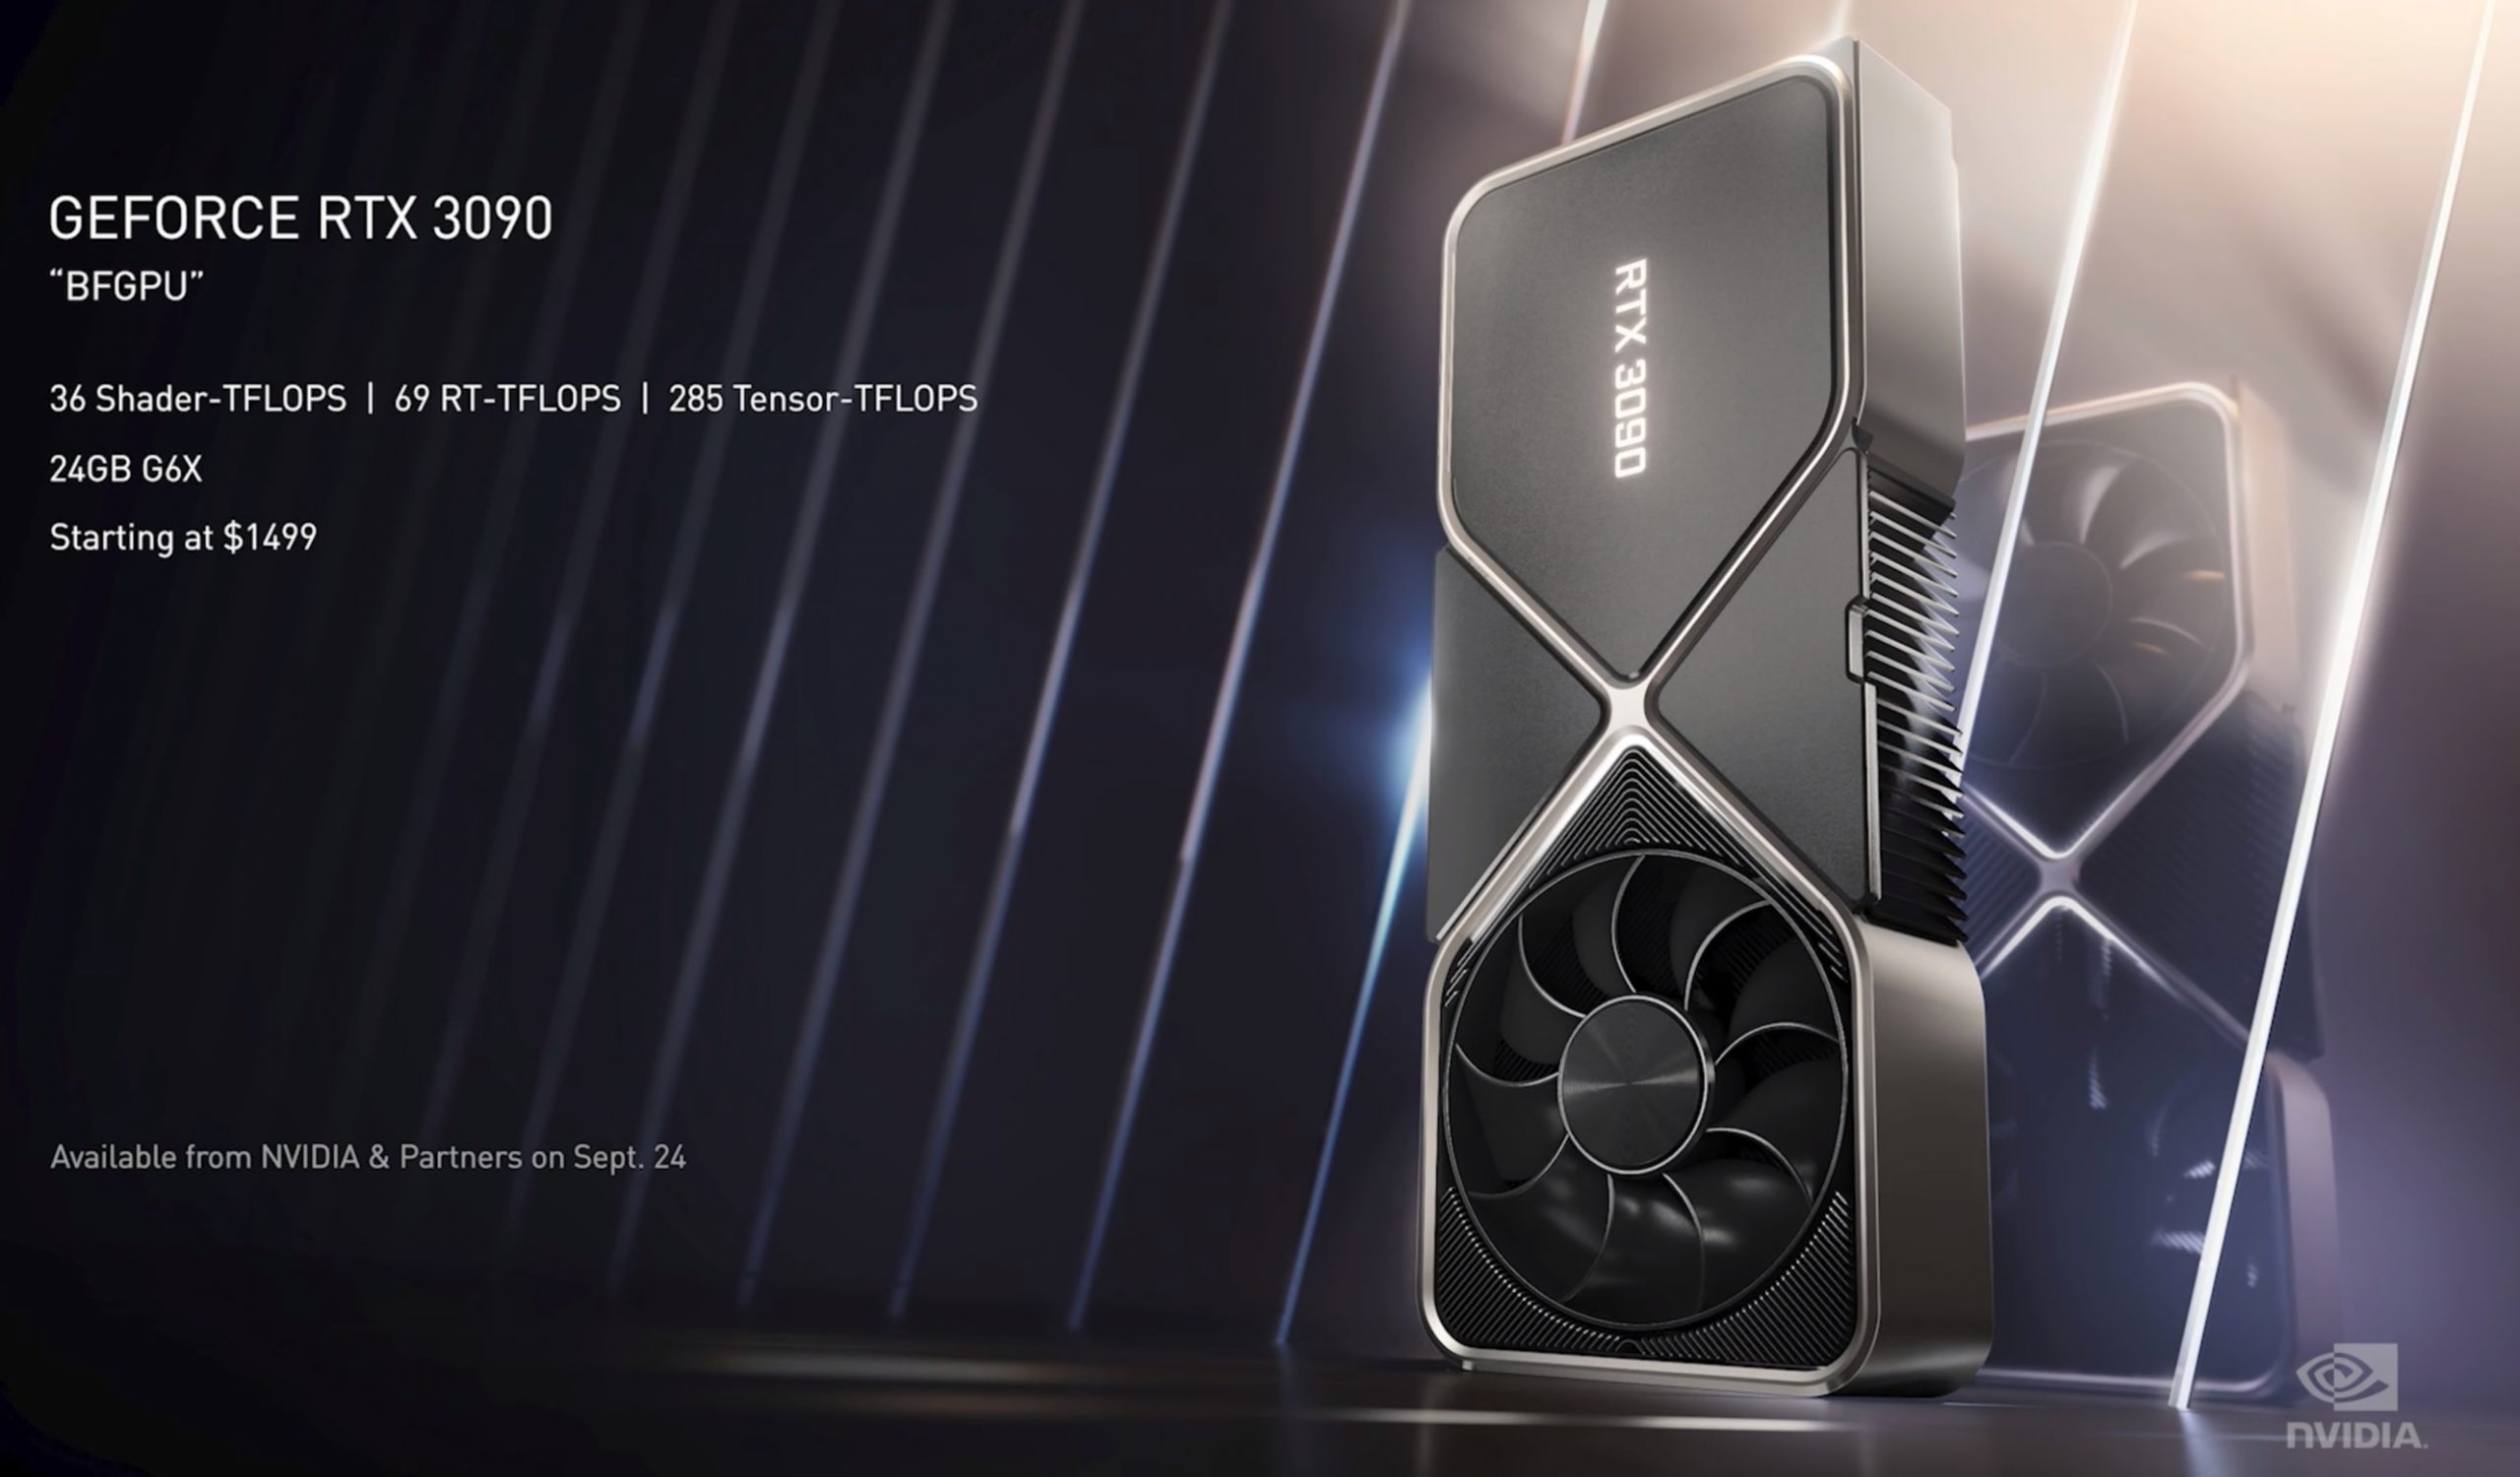 GEFORCE RTX 3090
“BFGPU”
36 Shader-TFLOPS | 69 RT-TFLOPS | 285 Tensor-TFLOPS
24GB G6X
Starting at $1499
Available from NVIDIA & Partners on Sept. 24
RTX 3090
NVIDIA.